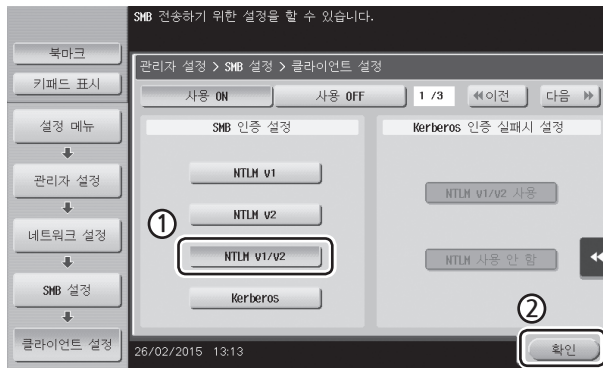 SMB 전송하기 위한 설정을 할 수 있습니다.
북마크
키패드 표시
설정 메뉴
관리자 설정
네트워크 설정
SMB 설정
클라이언트 설정
관리자 설정 > SMB 설정 > 클라이언트 설정
사용 ON 사용 OFF 1 /3 ◀◀이전 다음 ▶▶
SMB 인증 설정
NTLM v1
NTLM v2
① NTLM v1/v2
Kerberos
Kerberos 인증 실패시 설정
NTLM v1/v2 사용
NTLM 사용 안 함
②
확인
26/02/2015 13:13